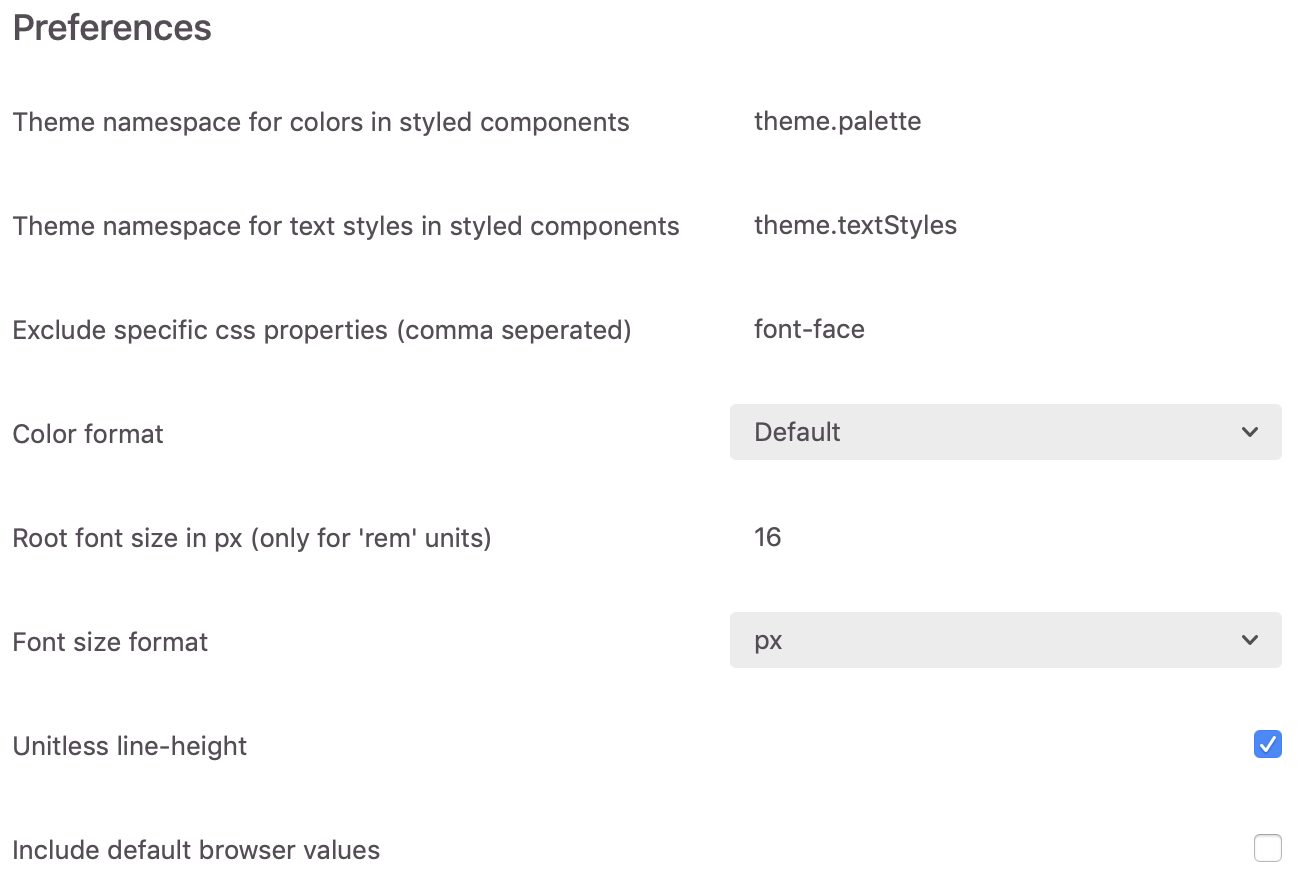 Preferences
Theme namespace for colors in styled components
theme.palette
Theme namespace for text styles in styled components
theme.textStyles
Exclude specific css properties (comma seperated)
font-face
Color format
Default
Root font size in px (only for 'rem' units)
16
Font size format
px
Unitless line-height
Include default browser values